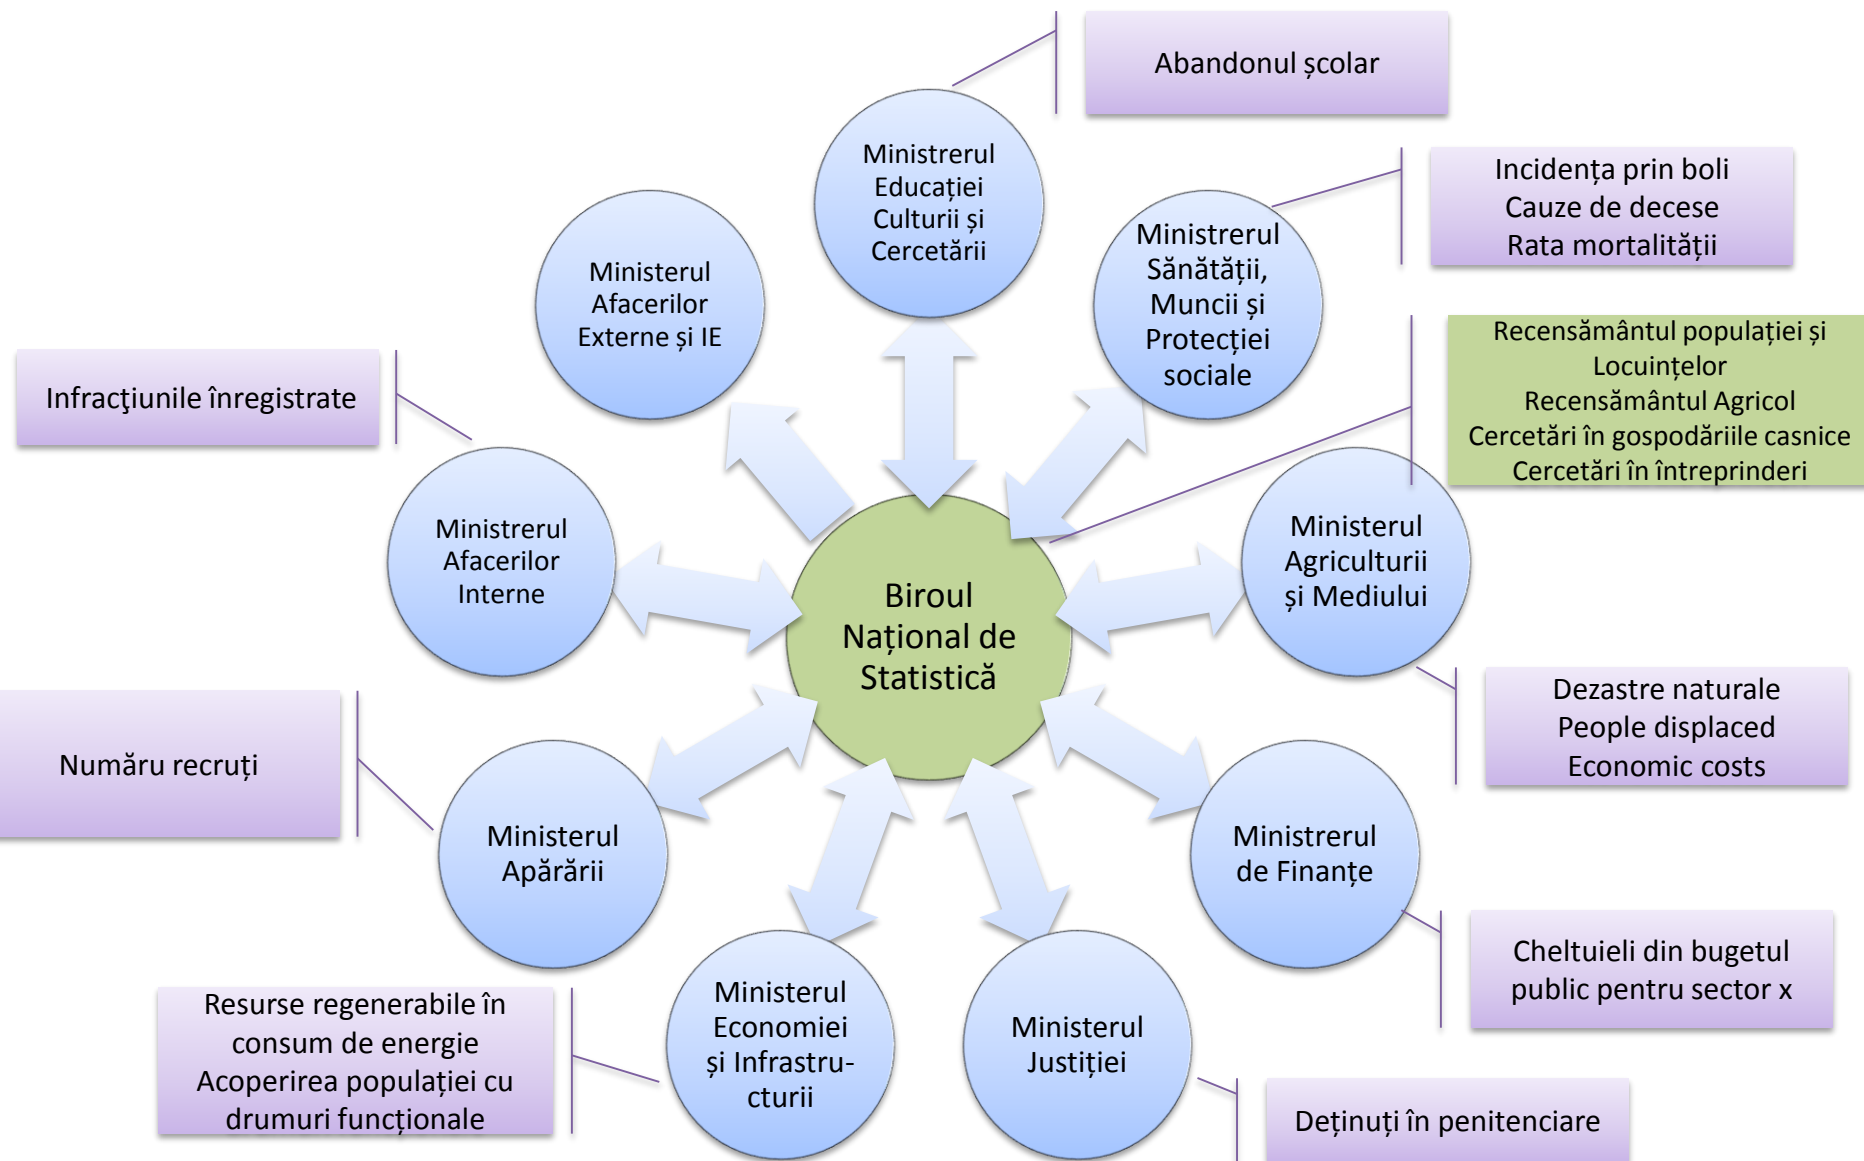 Abandonul școlar
Ministrerul
Educației
Culturii și
Cercetării
Incidența prin boli
Cauze de decese
Rata mortalității
Ministrerul
Sănătății,
Muncii și
Protecției
sociale
Ministerul
Afacerilor
Externe și IE
Recensământul populației și
Locuințelor
Recensământul Agricol
Cercetări în gospodăriile casnice
Cercetări în întreprinderi
Infracţiunile înregistrate
Ministrerul
Afacerilor
Interne
Ministerul
Agriculturii
și Mediului
Biroul
Național de
Statistică
Dezastre naturale
People displaced
Economic costs
Număru recruți
Ministerul
Apărării
Ministrerul
de Finanțe
Cheltuieli din bugetul
public pentru sector x
Resurse regenerabile în
consum de energie
Acoperirea populației cu
drumuri funcționale
Ministerul
Economiei
și Infrastru-
cturii
Ministerul
Justiției
Deținuți în penitenciare